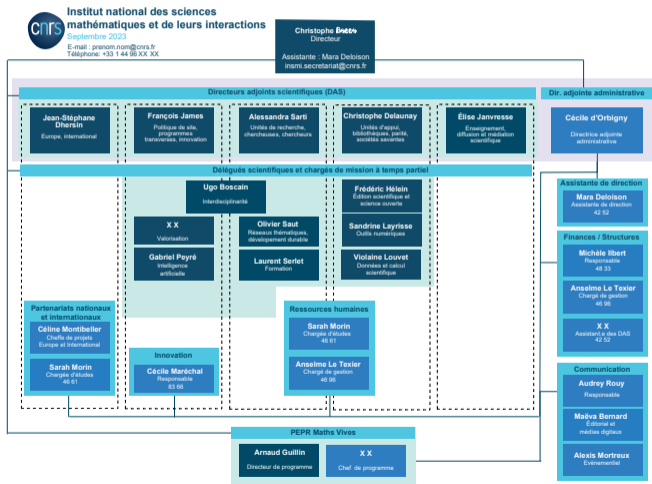 cnrs
Institut national des sciences
mathématiques et de leurs interactions
Septembre 2023
E-mail : prenom.nom@cnrs.fr
Téléphone: +33 1 44 96 XX XX
Christophe
Directeur
Assistante : Mara Deloison
insmi.secretariat@cnrs.fr
Directeurs adjoints scientifiques (DAS)
Dir. adjointe administrative
Jean-Stéphane
Dhersin
Europe, international
François James
Politique de site,
programmes
transverses, innovation
Alessandra Sarti
Unités de recherche,
chercheuses, chercheurs
Christophe Delaunay
Unités d'appui,
bibliothèques, parité,
sociétés savantes
Élise Janvresse
Enseignement,
diffusion et médiation
scientifique
Cécile d'Orbigny
Directrice adjointe
administrative
Délégués scientifiques et chargés de mission à temps partiel
Ugo Boscain
Interdisciplinarité
X X
Valorisation
Gabriel Peyré
Intelligence
artificielle
Olivier Saut
Réseaux thématiques,
dévelopement durable
Laurent Serlet
Formation
Frédéric Hélein
Édition scientifique et
science ouverte
Sandrine Layrisse
Outils numériques
Violaine Louvet
Données et calcul
scientifique
Assistante de direction
Mara Deloison
Assistante de direction
42 52
Finances / Structures
Michèle Ilbert
Responsable
48 33
Anselme Le Texier
Chargé de gestion
46 96
X X
Assistant.e des DAS
42 52
Partenariats nationaux
et internationaux
Céline Montibeller
Cheffe de projets
Europe et International
Sarah Morin
Chargée d'études
46 61
Innovation
Cécile Maréchal
Responsable
83 66
Ressources humaines
Sarah Morin
Chargée d'études
46 61
Anselme Le Texier
Chargé de gestion
46 96
Communication
Audrey Rouy
Responsable
Maëva Bernard
Éditorial et
médias digitaux
Alexis Mortreux
Evénementiel
PEPR Maths Vives
Arnaud Guillin
Directeur de programme
X X
Chef de programme